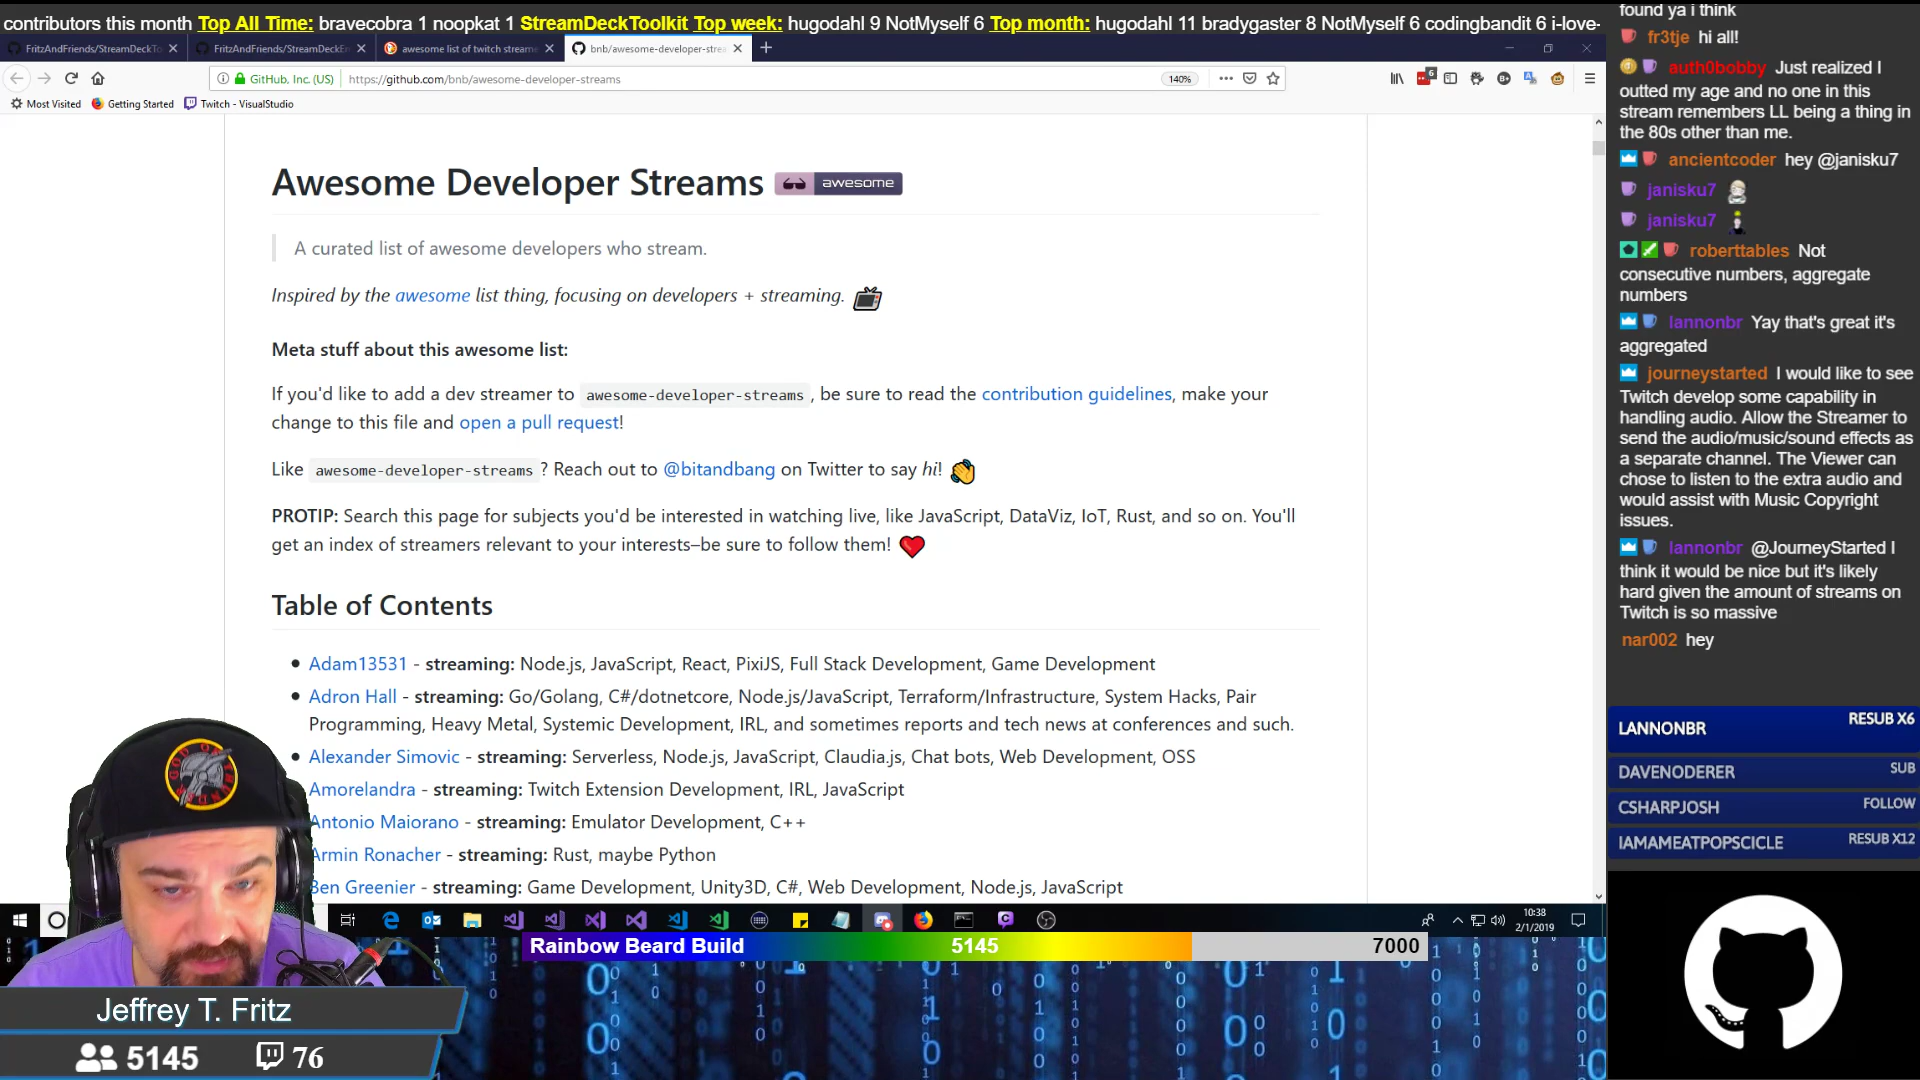 contributors this month Top All Time: bravecobra 1 noopkat 1 StreamDeckToolkit Top week: hugodahl 9 NotMyself 6 Top month: hugodahl 11 bradygaster 8 NotMyself 6 codingbandit 6 i-love-
FritzAndFriends/StreamDeckTo
FritzAndFriends/StreamDeckEm
awesome list of twitch streame
bnb/awesome-developer-strea
GitHub, Inc. (US)
https://github.com/bnb/awesome-developer-streams
140%
6
Most Visited
Getting Started
Twitch - VisualStudio
Awesome Developer Streams
awesome
A curated list of awesome developers who stream.
Inspired by the awesome list thing, focusing on developers + streaming.
Meta stuff about this awesome list:
If you'd like to add a dev streamer to awesome-developer-streams , be sure to read the contribution guidelines, make your
change to this file and open a pull request!
Like awesome-developer-streams ? Reach out to @bitandbang on Twitter to say hi!
PROTIP: Search this page for subjects you'd be interested in watching live, like JavaScript, DataViz, IoT, Rust, and so on. You'll
get an index of streamers relevant to your interests–be sure to follow them!
Table of Contents
Adam13531 - streaming: Node.js, JavaScript, React, PixiJS, Full Stack Development, Game Development
Adron Hall - streaming: Go/Golang, C#/dotnetcore, Node.js/JavaScript, Terraform/Infrastructure, System Hacks, Pair
Programming, Heavy Metal, Systemic Development, IRL, and sometimes reports and tech news at conferences and such.
Alexander Simovic - streaming: Serverless, Node.js, JavaScript, Claudia.js, Chat bots, Web Development, OSS
Amorelandra - streaming: Twitch Extension Development, IRL, JavaScript
Antonio Maiorano - streaming: Emulator Development, C++
Armin Ronacher - streaming: Rust, maybe Python
Ben Greenier - streaming: Game Development, Unity3D, C#, Web Development, Node.js, JavaScript
10:38
2/1/2019
Rainbow Beard Build
5145
7000
Jeffrey T. Fritz
5145
76
found ya i think
fr3tje hi all!
auth0bobby Just realized I
outted my age and no one in this
stream remembers LL being a thing in
the 80s other than me.
ancientcoder hey @janisku7
janisku7
janisku7
roberttables Not
consecutive numbers, aggregate
numbers
lannonbr Yay that's great it's
aggregated
journeystarted I would like to see
Twitch develop some capability in
handling audio. Allow the Streamer to
send the audio/music/sound effects as
a separate channel. The Viewer can
chose to listen to the extra audio and
would assist with Music Copyright
issues.
lannonbr @JourneyStarted I
think it would be nice but it's likely
hard given the amount of streams on
Twitch is so massive
nar002 hey
LANNONBR RESUB X6
DAVENODERER SUB
CSHARPJOSH FOLLOW
IAMAMEATPOPSCICLE RESUB X12